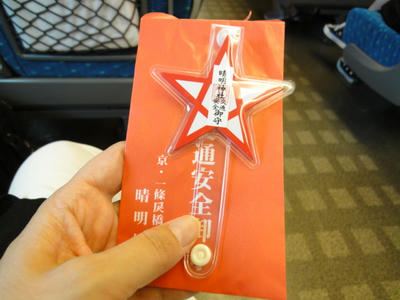 晴明神社
交通安全
御守
通安全御
京・一條戻橋
晴明